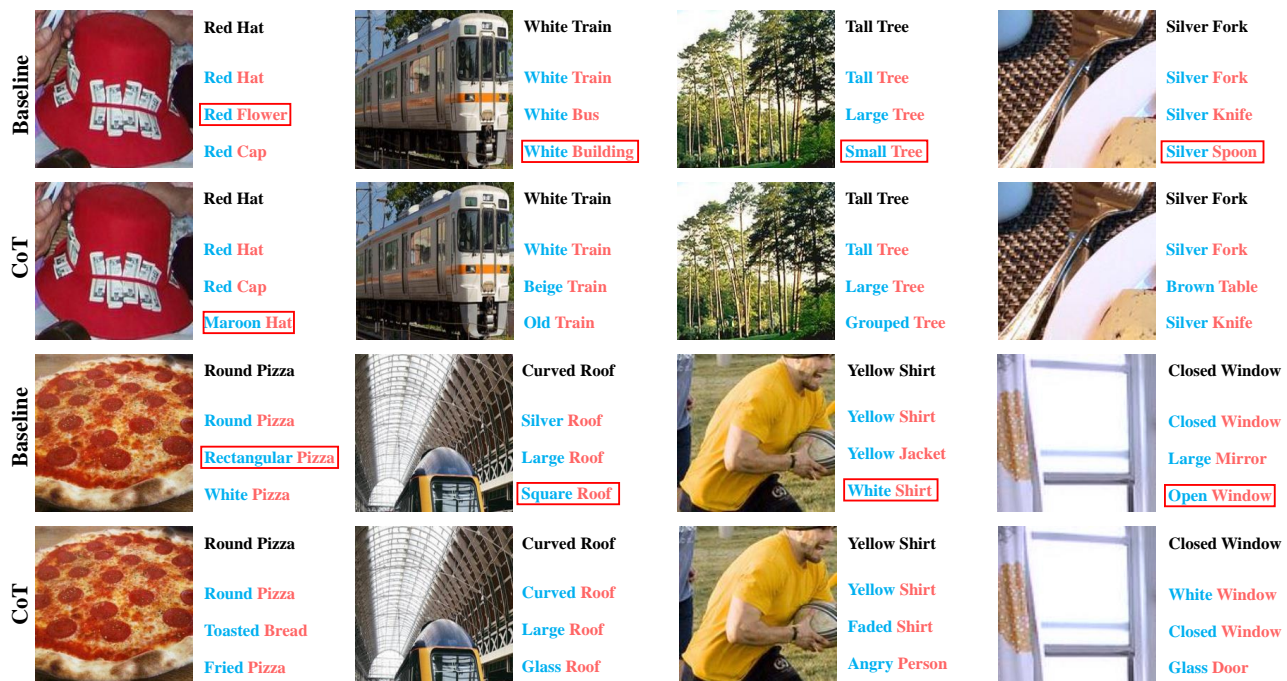 Baseline
Red Hat
Red Hat
Red Flower
Red Cap
White Train
White Train
White Bus
White Building
Tall Tree
Tall Tree
Large Tree
Small Tree
Silver Fork
Silver Fork
Silver Knife
Silver Spoon
CoT
Red Hat
Red Hat
Red Cap
Maroon Hat
White Train
White Train
Beige Train
Old Train
Tall Tree
Tall Tree
Large Tree
Grouped Tree
Silver Fork
Silver Fork
Brown Table
Silver Knife
Baseline
Round Pizza
Round Pizza
Rectangular Pizza
White Pizza
Curved Roof
Silver Roof
Large Roof
Square Roof
Yellow Shirt
Yellow Shirt
Yellow Jacket
White Shirt
Closed Window
Closed Window
Large Mirror
Open Window
CoT
Round Pizza
Round Pizza
Toasted Bread
Fried Pizza
Curved Roof
Curved Roof
Large Roof
Glass Roof
Yellow Shirt
Yellow Shirt
Faded Shirt
Angry Person
Closed Window
White Window
Closed Window
Glass Door